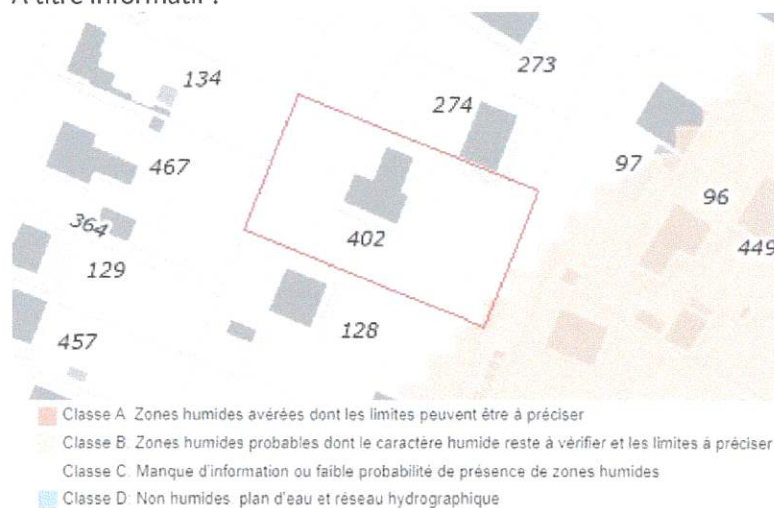 A titre informatif :
273
134
274
467
97
96
364
402
449
129
128
457
Classe A: Zones humides avérées dont les limites peuvent être à préciser
Classe B: Zones humides probables dont le caractère humide reste à vérifier et les limites à préciser
Classe C: Manque d'information ou faible probabilité de présence de zones humides
Classe D: Non humides: plan d'eau et réseau hydrographique